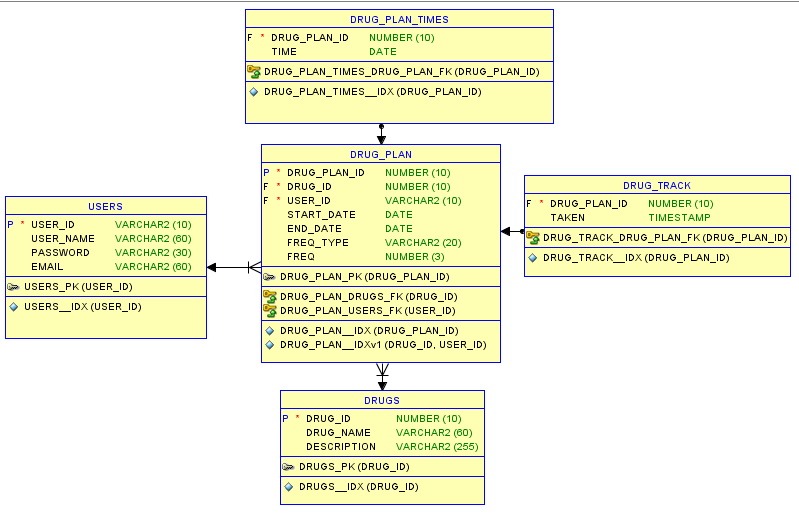 DRUG_PLAN_TIMES
F * DRUG_PLAN_ID NUMBER (10)
TIME DATE
DRUG_PLAN_TIMES_DRUG_PLAN_FK (DRUG_PLAN_ID)
DRUG_PLAN_TIMES__IDX (DRUG_PLAN_ID)
DRUG_PLAN
P * DRUG_PLAN_ID NUMBER (10)
F * DRUG_ID NUMBER (10)
F * USER_ID VARCHAR2 (10)
START_DATE DATE
END_DATE DATE
FREQ_TYPE VARCHAR2 (20)
FREQ NUMBER (3)
DRUG_PLAN_PK (DRUG_PLAN_ID)
DRUG_PLAN_DRUGS_FK (DRUG_ID)
DRUG_PLAN_USERS_FK (USER_ID)
DRUG_PLAN__IDX (DRUG_PLAN_ID)
DRUG_PLAN__IDXv1 (DRUG_ID, USER_ID)
USERS
P * USER_ID VARCHAR2 (10)
USER_NAME VARCHAR2 (60)
PASSWORD VARCHAR2 (30)
EMAIL VARCHAR2 (60)
USERS_PK (USER_ID)
USERS__IDX (USER_ID)
DRUG_TRACK
F * DRUG_PLAN_ID NUMBER (10)
TAKEN TIMESTAMP
DRUG_TRACK_DRUG_PLAN_FK (DRUG_PLAN_ID)
DRUG_TRACK__IDX (DRUG_PLAN_ID)
DRUGS
P * DRUG_ID NUMBER (10)
DRUG_NAME VARCHAR2 (60)
DESCRIPTION VARCHAR2 (255)
DRUGS_PK (DRUG_ID)
DRUGS__IDX (DRUG_ID)